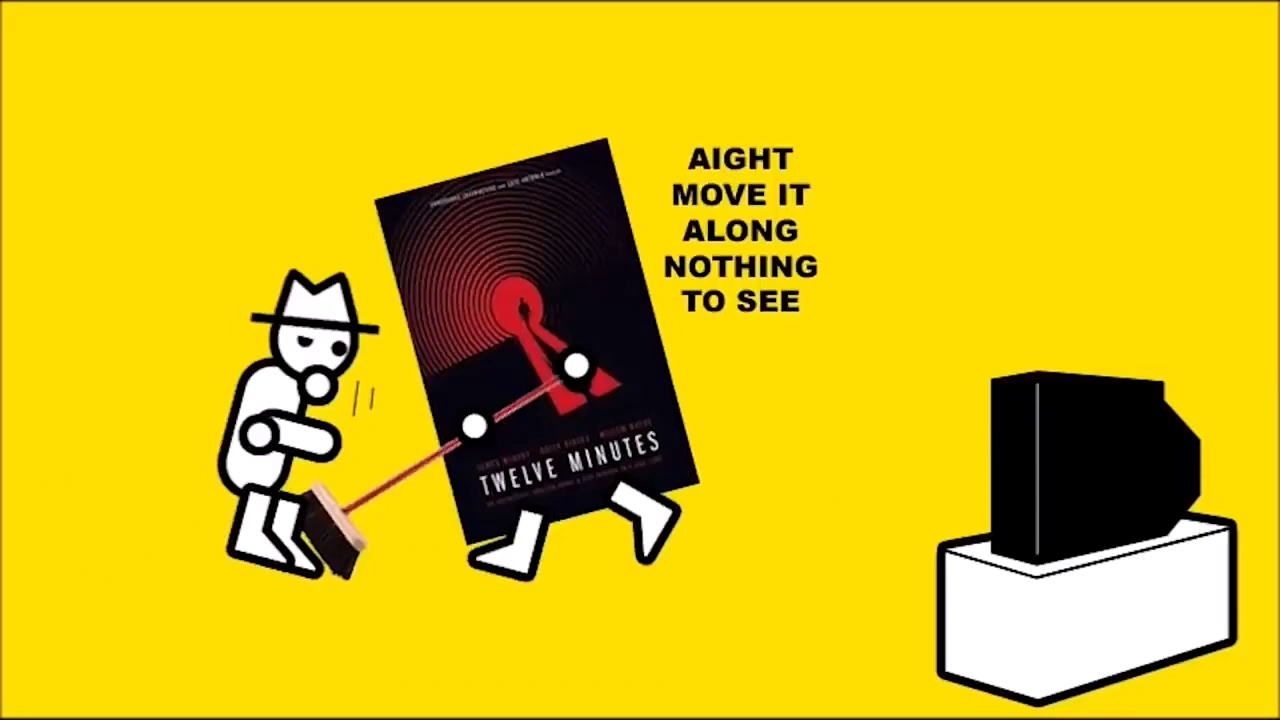 AIGHT
MOVE IT
ALONG
NOTHING
TO SEE
TWELVE MINUTES